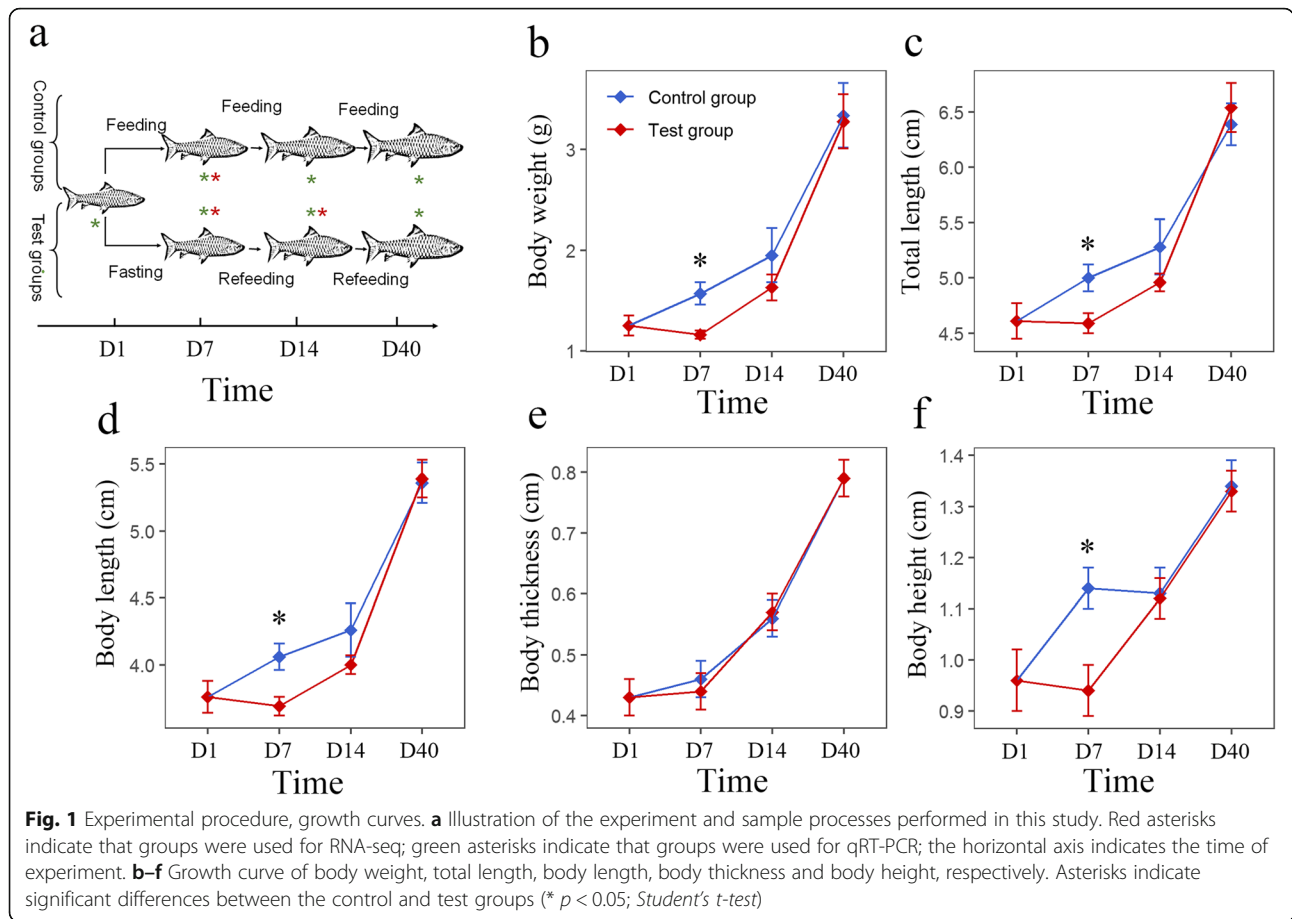 a
Control groups
Test groups
Feeding
Feeding
Feeding
**
*
*
*
**
**
*
Fasting
Refeeding
Refeeding
D1 D7 D14 D40
Time
b
Body weight (g)
Control group
Test group
3
2
1
*
D1 D7 D14 D40
Time
c
Total length (cm)
6.5
6.0
5.5
5.0
4.5
*
D1 D7 D14 D40
Time
d
Body length (cm)
5.5
5.0
4.5
4.0
*
D1 D7 D14 D40
Time
e
Body thickness (cm)
0.8
0.7
0.6
0.5
0.4
D1 D7 D14 D40
Time
f
Body height (cm)
1.4
1.3
1.2
1.1
1.0
0.9
*
D1 D7 D14 D40
Time
Fig. 1 Experimental procedure, growth curves. a Illustration of the experiment and sample processes performed in this study. Red asterisks
indicate that groups were used for RNA-seq; green asterisks indicate that groups were used for qRT-PCR; the horizontal axis indicates the time of
experiment. b–f Growth curve of body weight, total length, body length, body thickness and body height, respectively. Asterisks indicate
significant differences between the control and test groups (* p < 0.05; Student's t-test)